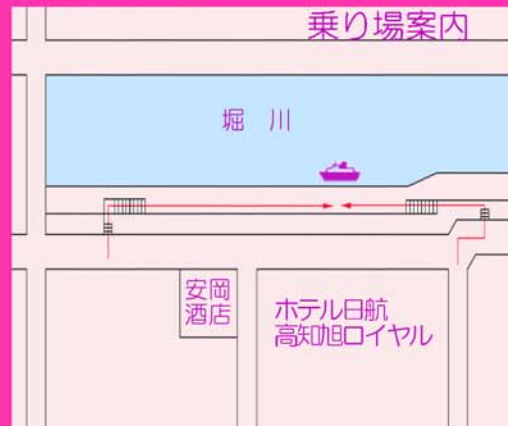 乗り場案内
堀 川
安岡
酒店
ホテル日航
高知旭ロイヤル